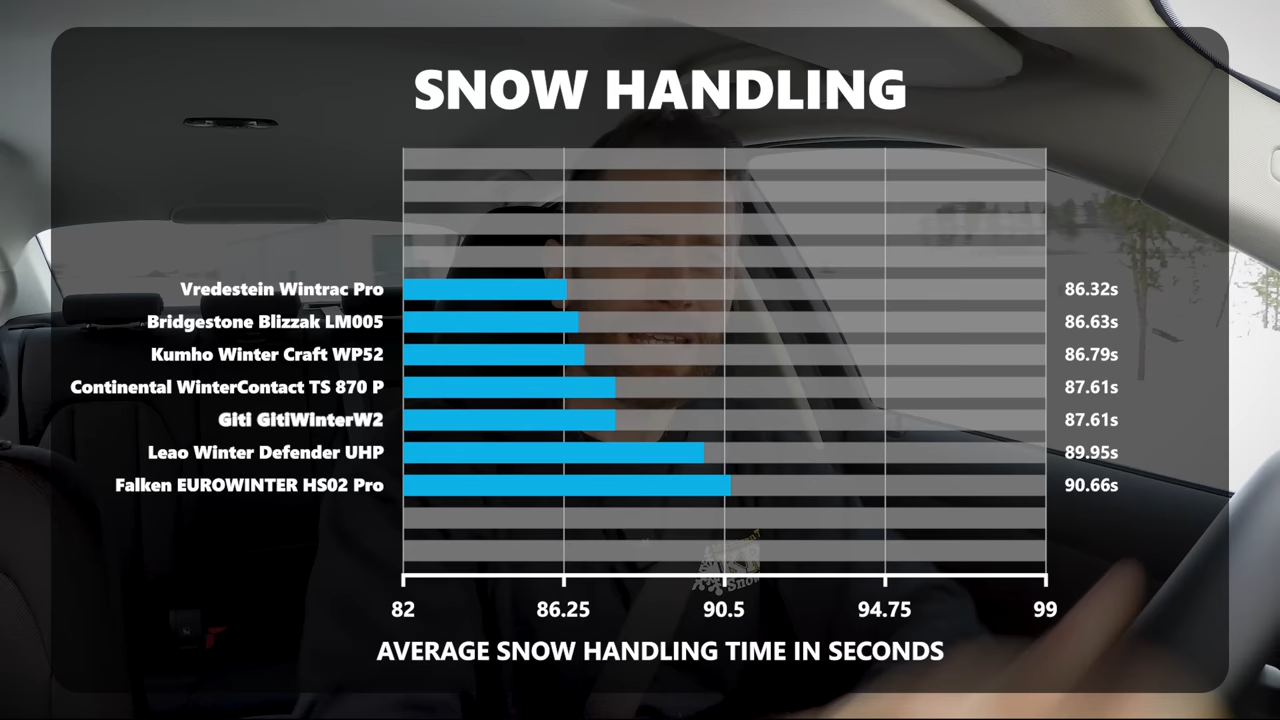 SNOW HANDLING
Vredestein Wintrac Pro 86.32s
Bridgestone Blizzak LM005 86.63s
Kumho Winter Craft WP52 86.79s
Continental WinterContact TS 870 P 87.61s
Giti GitiWinterW2 87.61s
Leao Winter Defender UHP 89.95s
Falken EUROWINTER HS02 Pro 90.66s
82 86.25 90.5 94.75 99
AVERAGE SNOW HANDLING TIME IN SECONDS